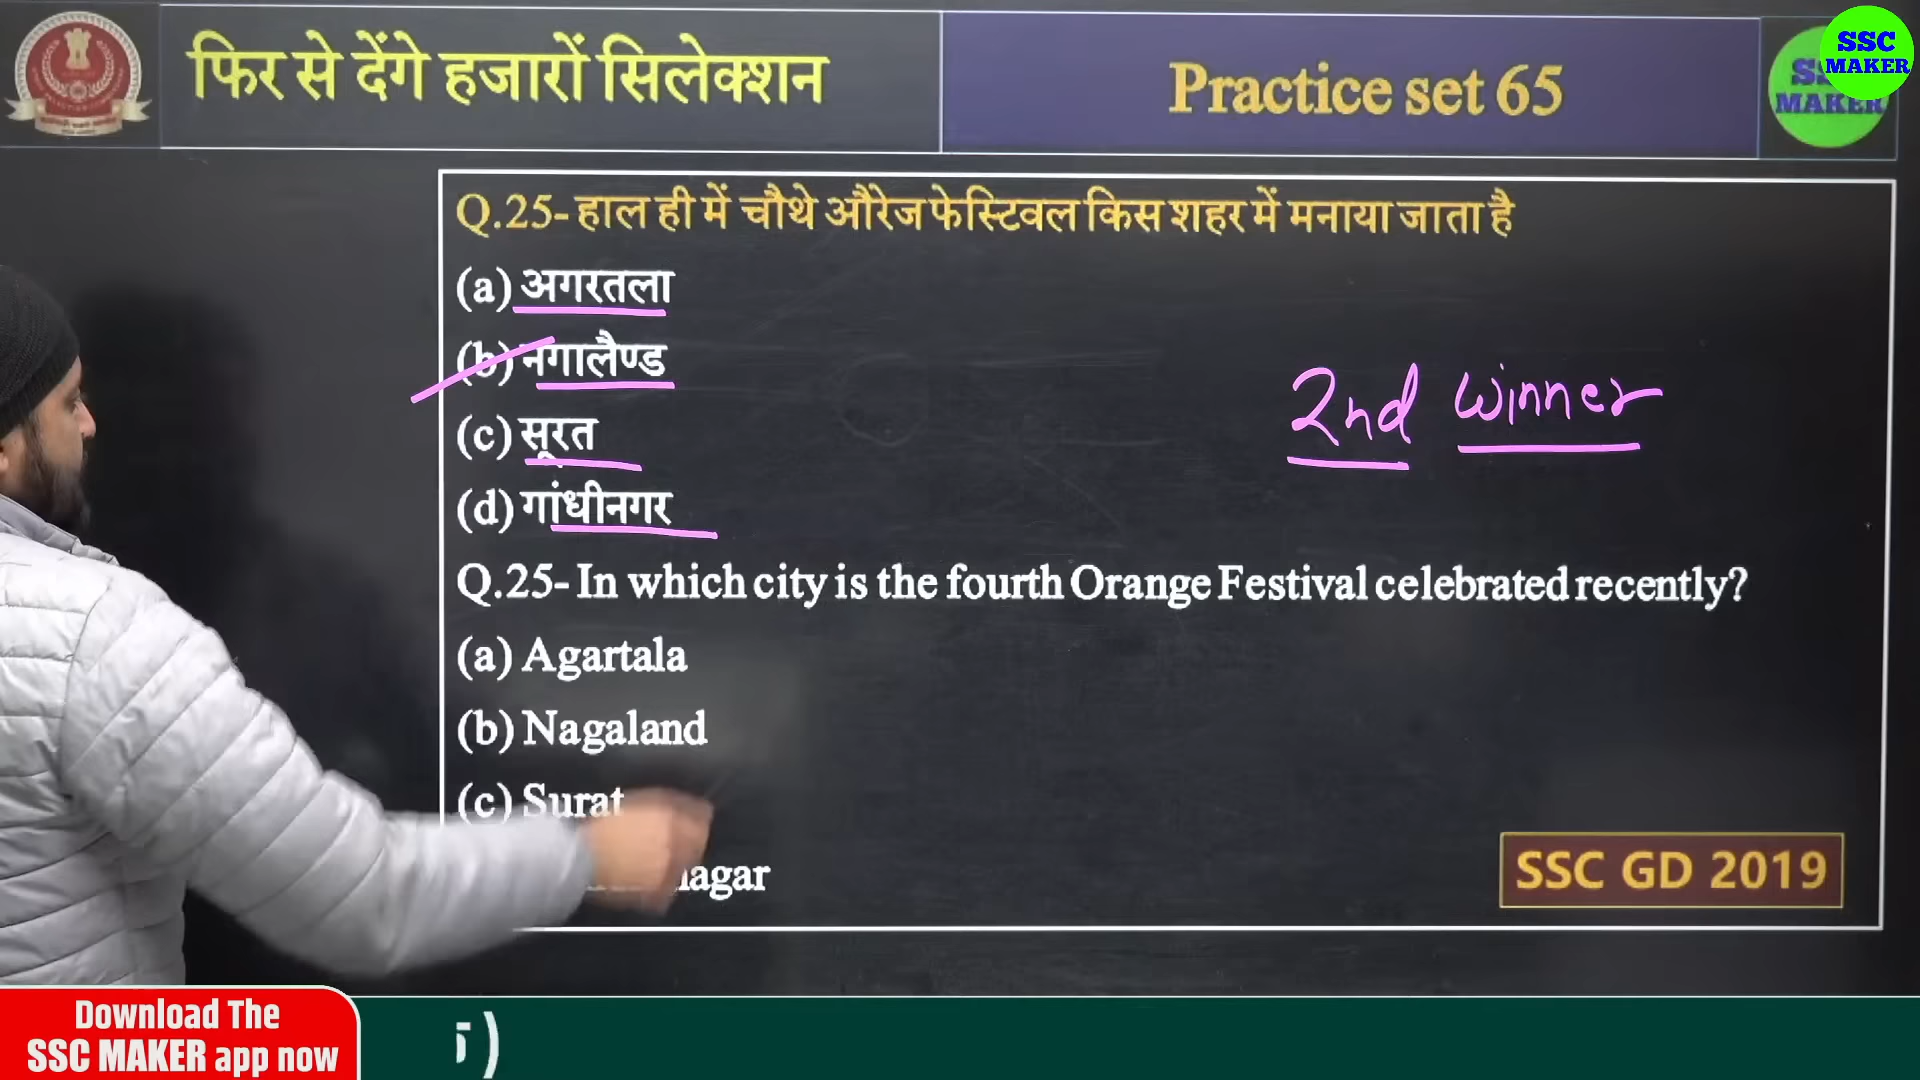 फिर से देंगे हजारों सिलेक्शन
Practice set 65
SSC
MAKER
MAKER
Q.25- हाल ही में चौथे औरेंज फेस्टिवल किस शहर में मनाया जाता है
(a) अगरतला
(b) नगालैण्ड
(c) सूरत
(d) गांधीनगर
2nd winner
Q.25- In which city is the fourth Orange Festival celebrated recently?
(a) Agartala
(b) Nagaland
(c) Surat
nagar
SSC GD 2019
Download The
SSC MAKER app now